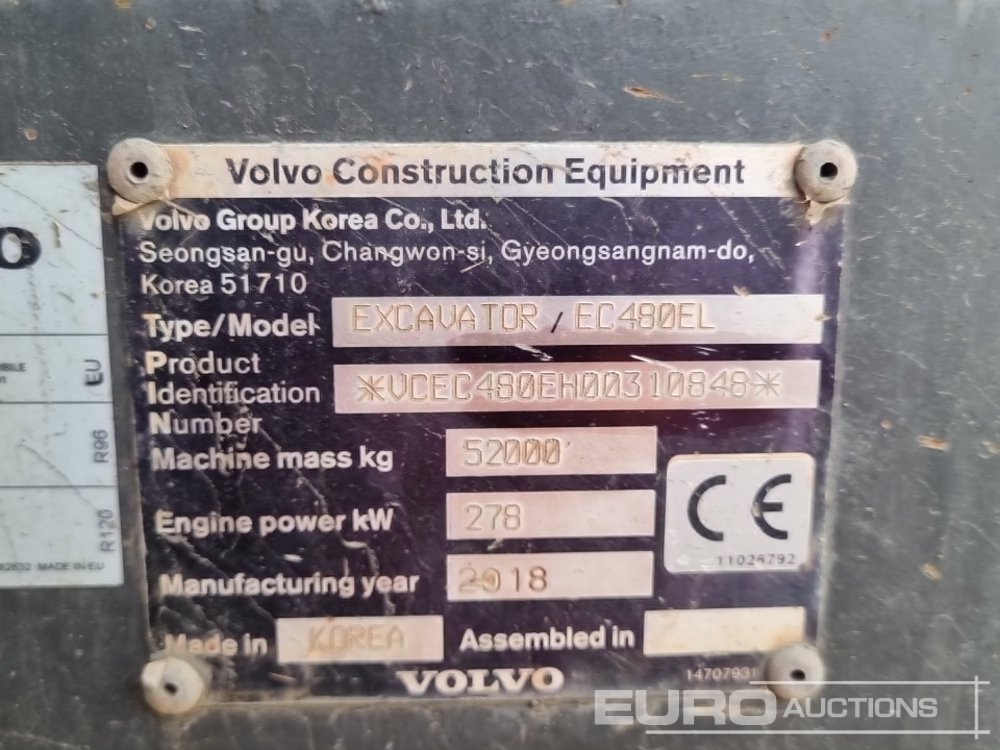 Volvo Construction Equipment
Volvo Group Korea Co., Ltd.
Seongsan-gu, Changwon-si, Gyeongsangnam-do,
Korea 51710
Type/Model EXCAVATOR / EC480EL
Product
Identification *VCEC480EH00310848*
Number
Machine mass kg 52000
Engine power kW 278
Manufacturing year 2018
Made in KOREA Assembled in
VOLVO
CE
11026792
14707931
O
EU
R96
R120
MADE IN EU
EURO AUCTIONS